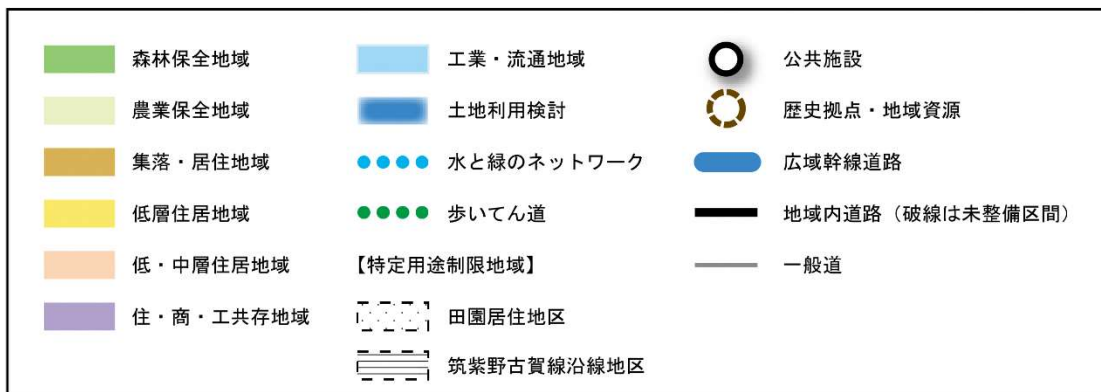 森林保全地域
農業保全地域
集落・居住地域
低層住居地域
低・中層住居地域
住・商・工共存地域
工業・流通地域
土地利用検討
水と緑のネットワーク
歩いてん道
【特定用途制限地域】
田園居住地区
筑紫野古賀線沿線地区
公共施設
歴史拠点・地域資源
広域幹線道路
地域内道路（破線は未整備区間）
一般道